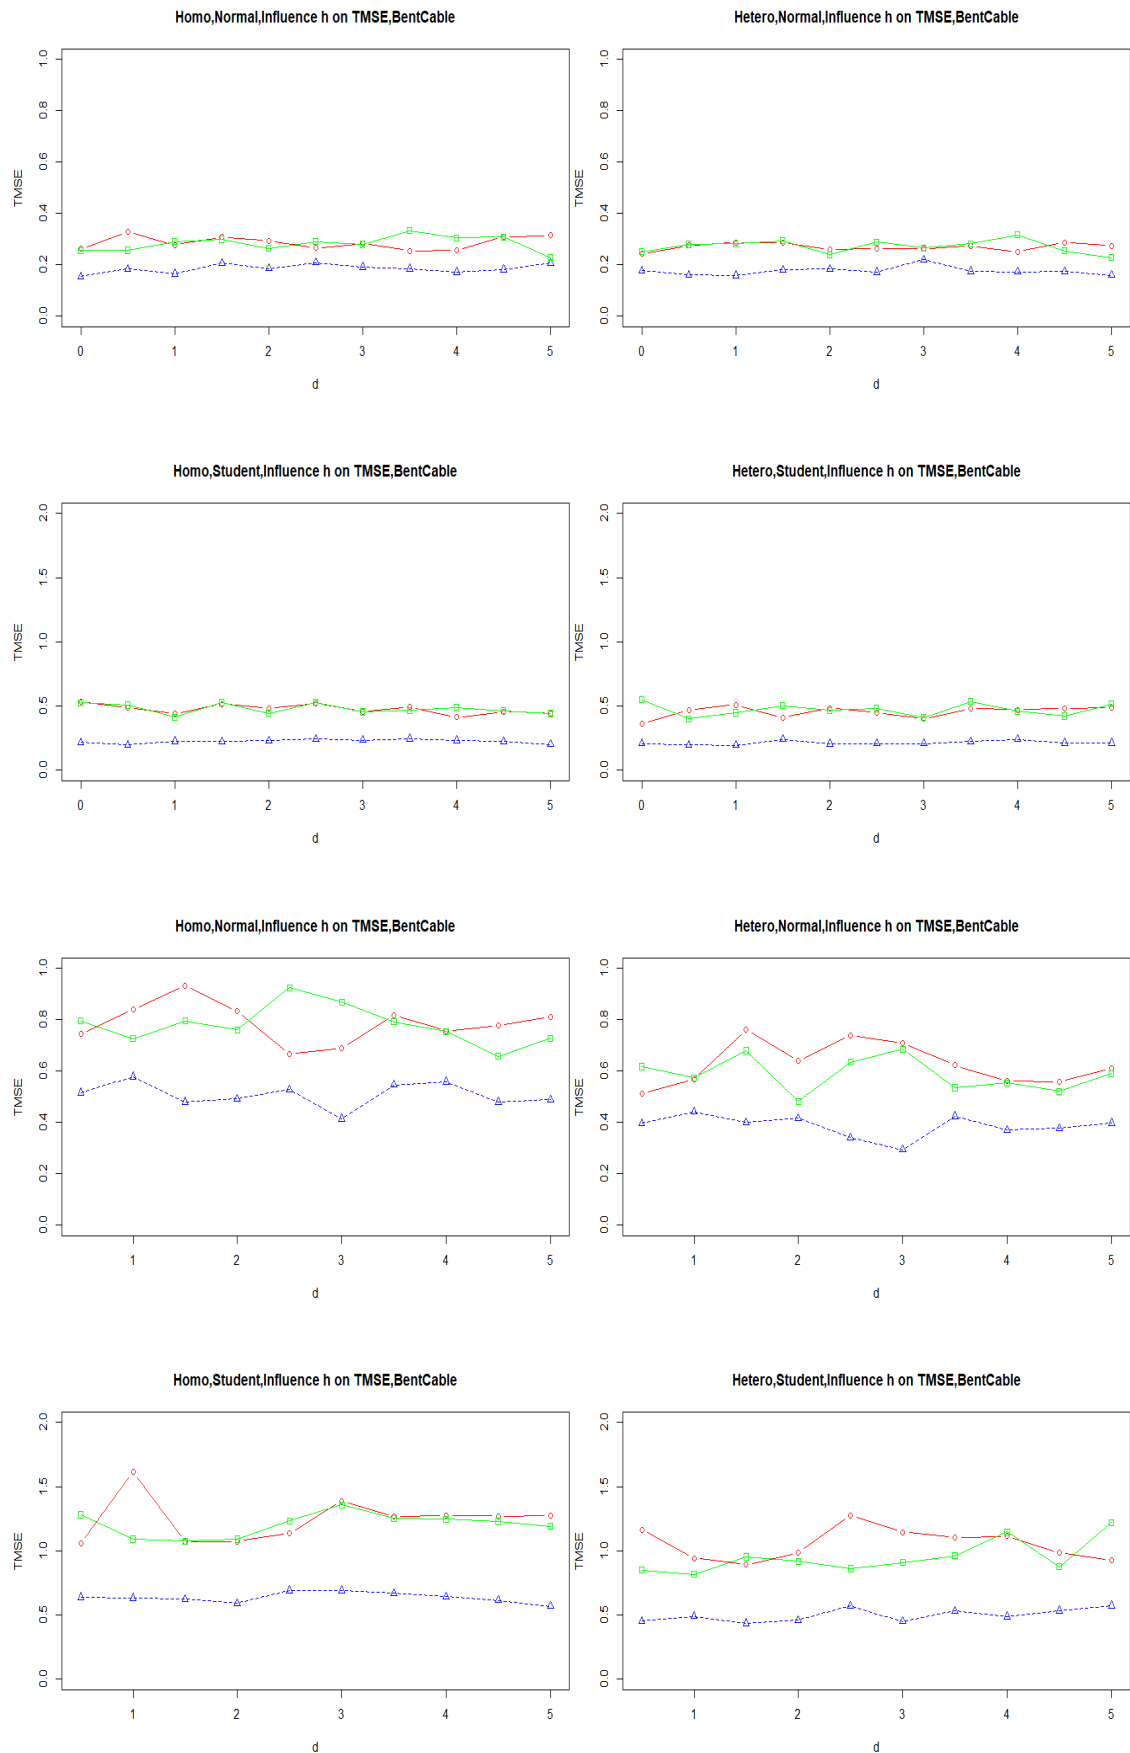 Homo,Normal,Influence h on TMSE,BentCable
TMSE
0.0 0.2 0.4 0.6 0.8 1.0
0 1 2 3 4 5
d
Hetero,Normal,Influence h on TMSE,BentCable
TMSE
0.0 0.2 0.4 0.6 0.8 1.0
0 1 2 3 4 5
d
Homo,Student,Influence h on TMSE,BentCable
TMSE
0.0 0.5 1.0 1.5 2.0
0 1 2 3 4 5
d
Hetero,Student,Influence h on TMSE,BentCable
TMSE
0.0 0.5 1.0 1.5 2.0
0 1 2 3 4 5
d
Homo,Normal,Influence h on TMSE,BentCable
TMSE
0.0 0.2 0.4 0.6 0.8 1.0
1 2 3 4 5
d
Hetero,Normal,Influence h on TMSE,BentCable
TMSE
0.0 0.2 0.4 0.6 0.8 1.0
1 2 3 4 5
d
Homo,Student,Influence h on TMSE,BentCable
TMSE
0.0 0.5 1.0 1.5 2.0
1 2 3 4 5
d
Hetero,Student,Influence h on TMSE,BentCable
TMSE
0.0 0.5 1.0 1.5 2.0
1 2 3 4 5
d